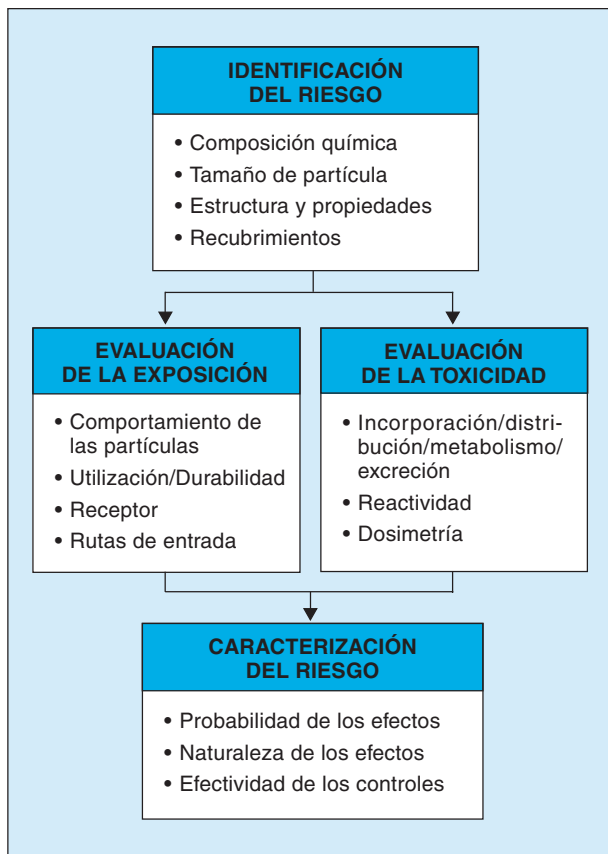 IDENTIFICACIÓN
DEL RIESGO
• Composición química
• Tamaño de partícula
• Estructura y propiedades
• Recubrimientos
EVALUACIÓN
DE LA EXPOSICIÓN
• Comportamiento de
las partículas
• Utilización/Durabilidad
• Receptor
• Rutas de entrada
EVALUACIÓN
DE LA TOXICIDAD
• Incorporación/distri-
bución/metabolismo/
excreción
• Reactividad
• Dosimetría
CARACTERIZACIÓN
DEL RIESGO
• Probabilidad de los efectos
• Naturaleza de los efectos
• Efectividad de los controles